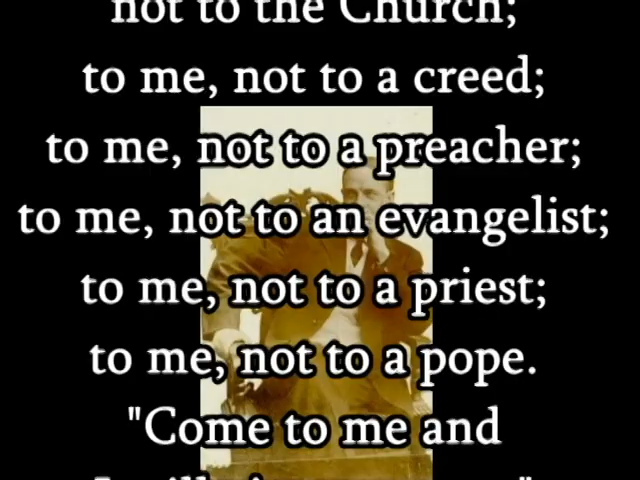 not to the Church;
to me, not to a creed;
to me, not to a preacher;
to me, not to an evangelist;
to me, not to a priest;
to me, not to a pope.
"Come to me and